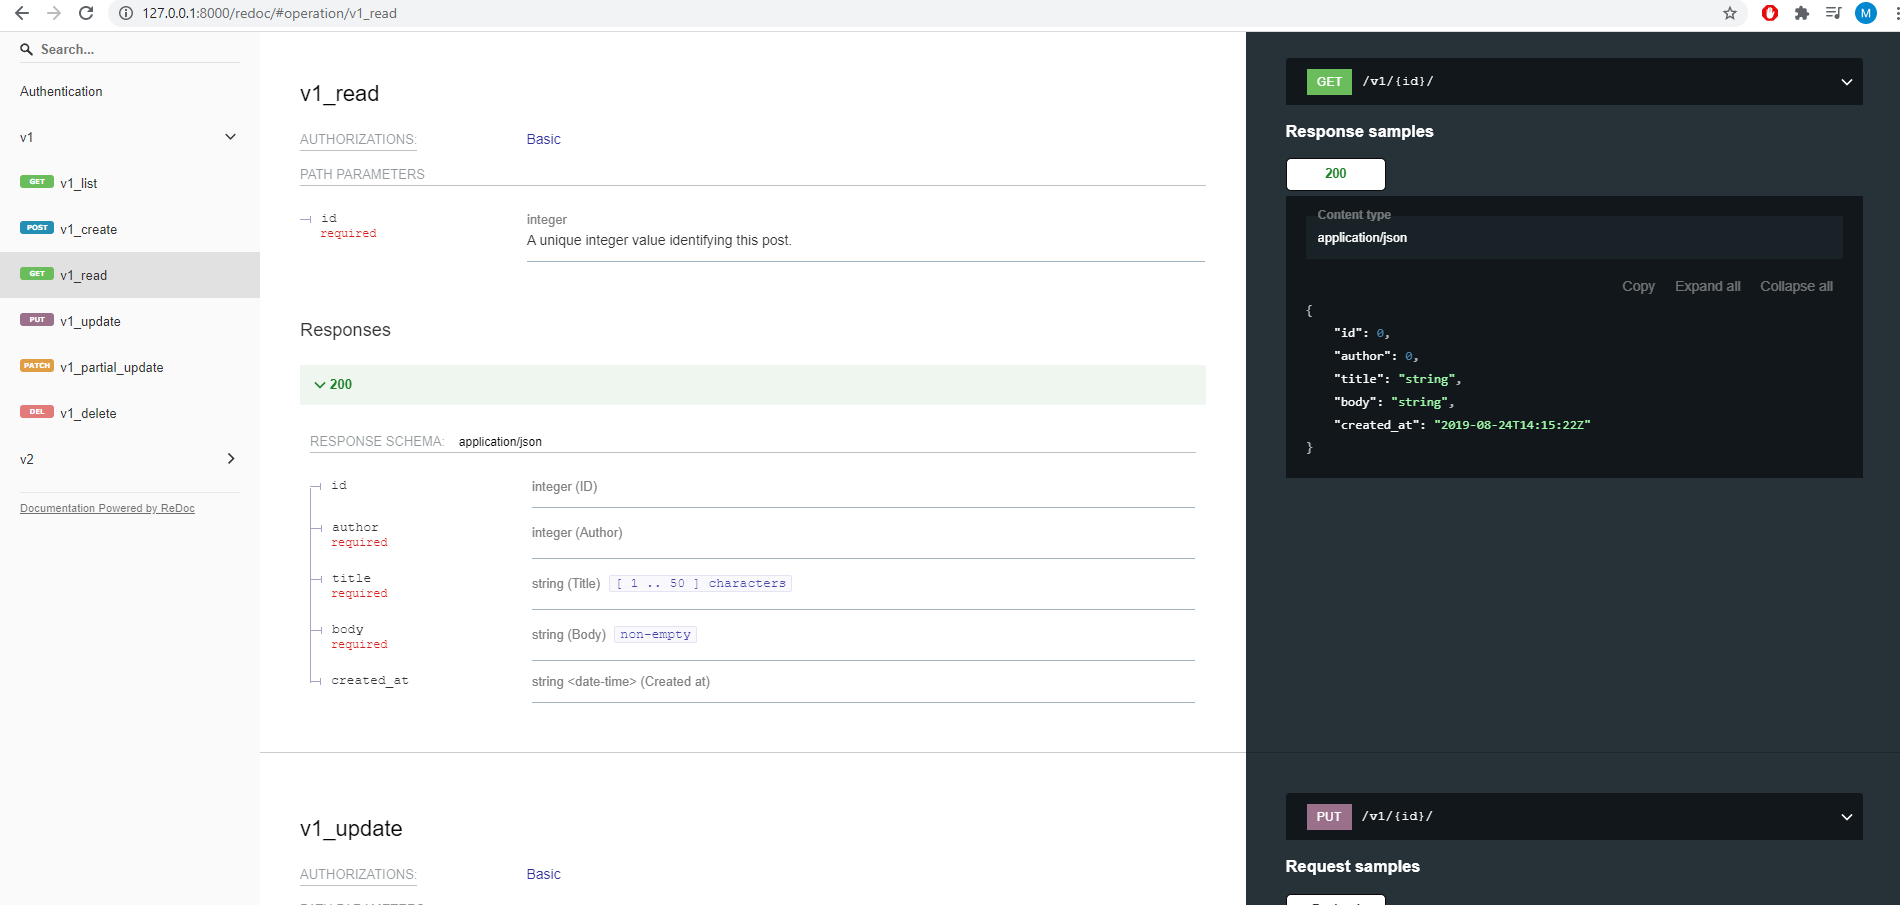 127.0.0.1:8000/redoc/#operation/v1_read
M
Search...
Authentication
v1
GET v1_list
POST v1_create
GET v1_read
PUT v1_update
PATCH v1_partial_update
DEL v1_delete
v2
Documentation Powered by ReDoc
v1_read
AUTHORIZATIONS: Basic
PATH PARAMETERS
id integer
required A unique integer value identifying this post.
Responses
200
RESPONSE SCHEMA: application/json
id integer (ID)
author integer (Author)
required
title string (Title) [ 1 .. 50 ] characters
required
body string (Body) non-empty
required
created_at string <date-time> (Created at)
v1_update
AUTHORIZATIONS: Basic
GET /v1/{id}/
Response samples
200
Content type
application/json
Copy Expand all Collapse all
{
"id": 0,
"author": 0,
"title": "string",
"body": "string",
"created_at": "2019-08-24T14:15:22Z"
}
PUT /v1/{id}/
Request samples